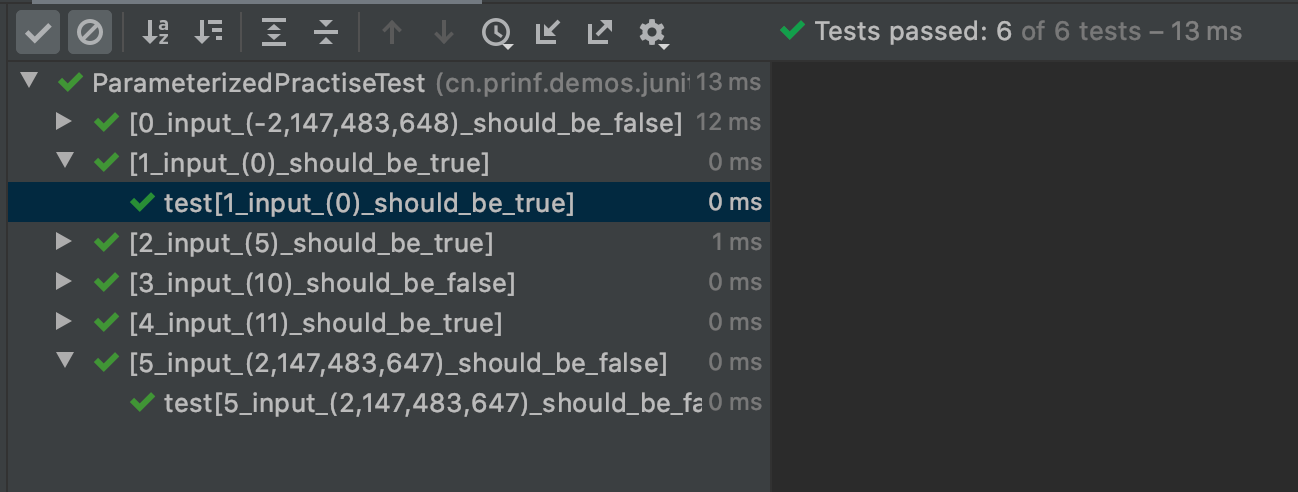 Tests passed: 6 of 6 tests – 13 ms
ParameterizedPractiseTest (cn.prinf.demos.juni 13 ms
[0_input_(-2,147,483,648)_should_be_false] 12 ms
[1_input_(0)_should_be_true] 0 ms
test[1_input_(0)_should_be_true] 0 ms
[2_input_(5)_should_be_true] 1 ms
[3_input_(10)_should_be_false] 0 ms
[4_input_(11)_should_be_true] 0 ms
[5_input_(2,147,483,647)_should_be_false] 0 ms
test[5_input_(2,147,483,647)_should_be_fa 0 ms